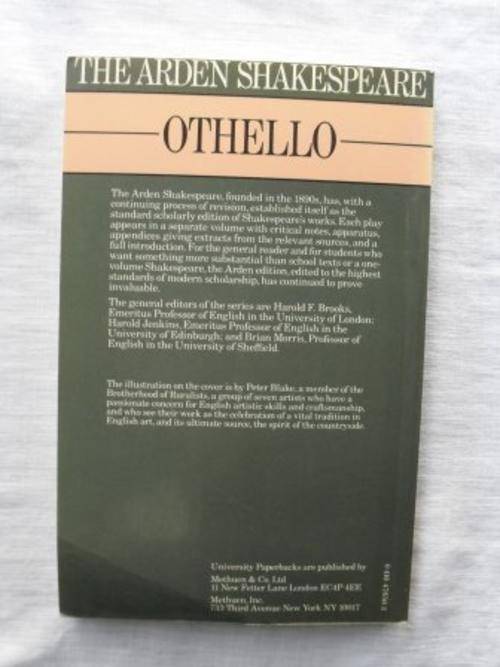 THE ARDEN SHAKESPEARE
OTHELLO
The Arden Shakespeare, founded in the 1890s, has, with a
continuing process of revision, established itself as the
standard scholarly edition of Shakespeare's works. Each play
appears in a separate volume with critical notes, apparatus,
appendices giving extracts from the relevant sources, and a
full introduction. For the general reader and for students who
want something more substantial than school texts or a one-
volume Shakespeare, the Arden edition, edited to the highest
standards of modern scholarship, has continued to prove
invaluable.
The general editors of the series are Harold F. Brooks,
Emeritus Professor of English in the University of London;
Harold Jenkins, Emeritus Professor of English in the
University of Edinburgh; and Brian Morris, Professor of
English in the University of Sheffield.
The illustration on the cover is by Peter Blake, a member of the
Brotherhood of Ruralists, a group of seven artists who have a
passionate concern for English artistic skills and craftsmanship,
and who see their work as the celebration of a vital tradition in
English art, and its ultimate source, the spirit of the countryside.
University Paperbacks are published by
Methuen & Co. Ltd
11 New Fetter Lane London EC4P 4EE
Methuen, Inc.
733 Third Avenue New York NY 10017